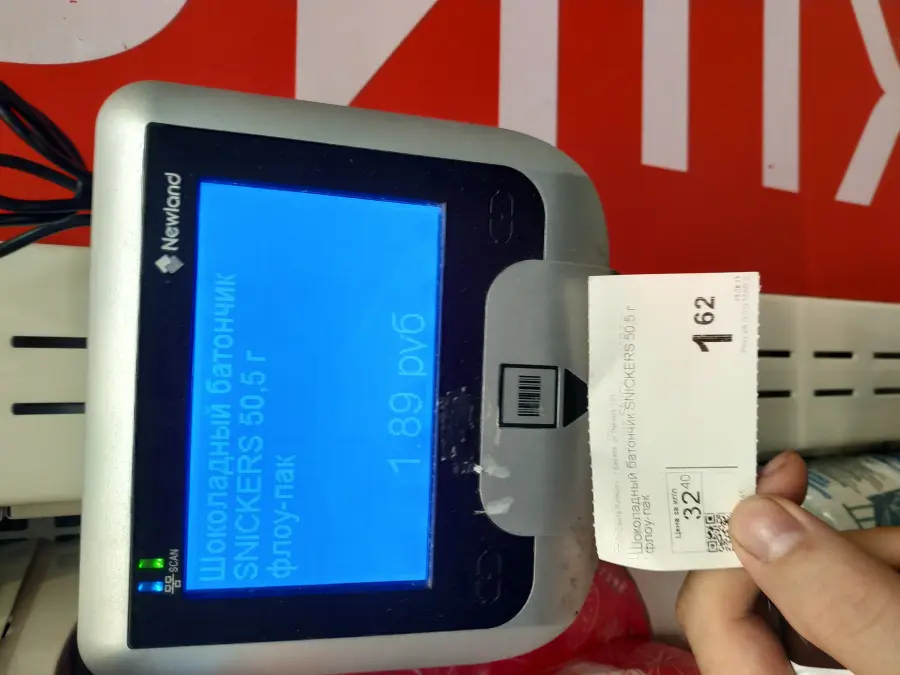 Newland
SCAN
Шоколадный батончик
SNICKERS 50,5 г
флоу-пак
1.89 руб
Шоколадный батончик SNICKERS 50,5 г
флоу-пак
Цена за кг/л
32 40
1 62